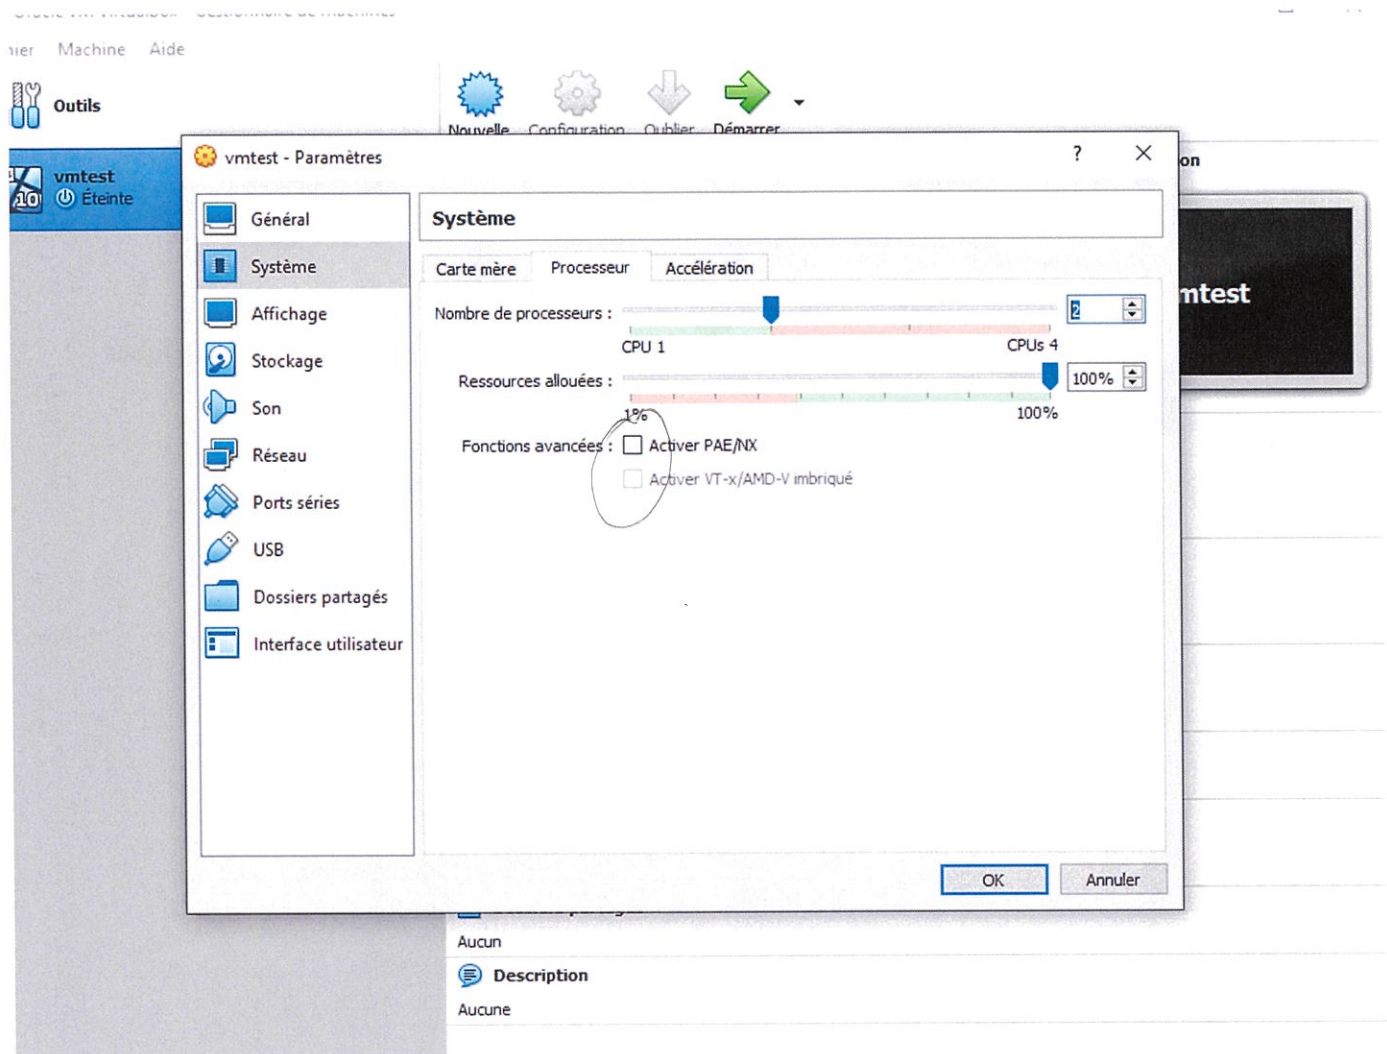 Machine Aide
Outils
Nouvelle Configuration Oublier Démarrer
vmtest
Éteinte
vmtest - Paramètres
?
on
Général
Système
Affichage
Stockage
Son
Réseau
Ports séries
USB
Dossiers partagés
Interface utilisateur
Système
Carte mère Processeur Accélération
Nombre de processeurs : 2
CPU 1 CPUs 4
Ressources allouées : 100%
1% 100%
Fonctions avancées : Activer PAE/NX
Activer VT-x/AMD-V imbriqué
mtest
OK Annuler
Aucun
Description
Aucune